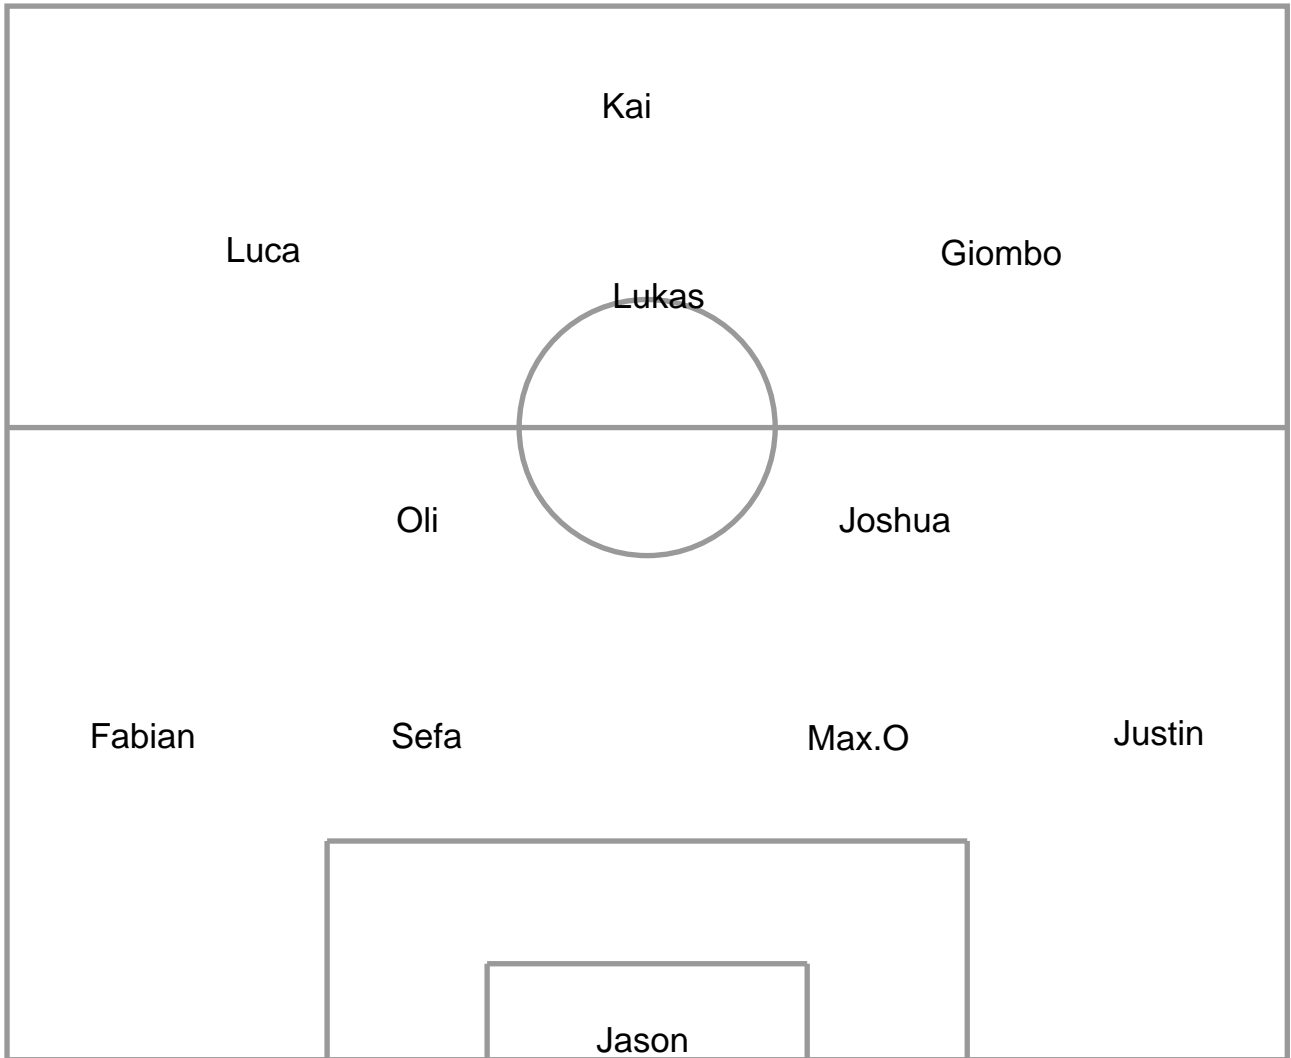 Kai
Luca
Giombo
Lukas
Oli
Joshua
Fabian
Sefa
Max.O
Justin
Jason